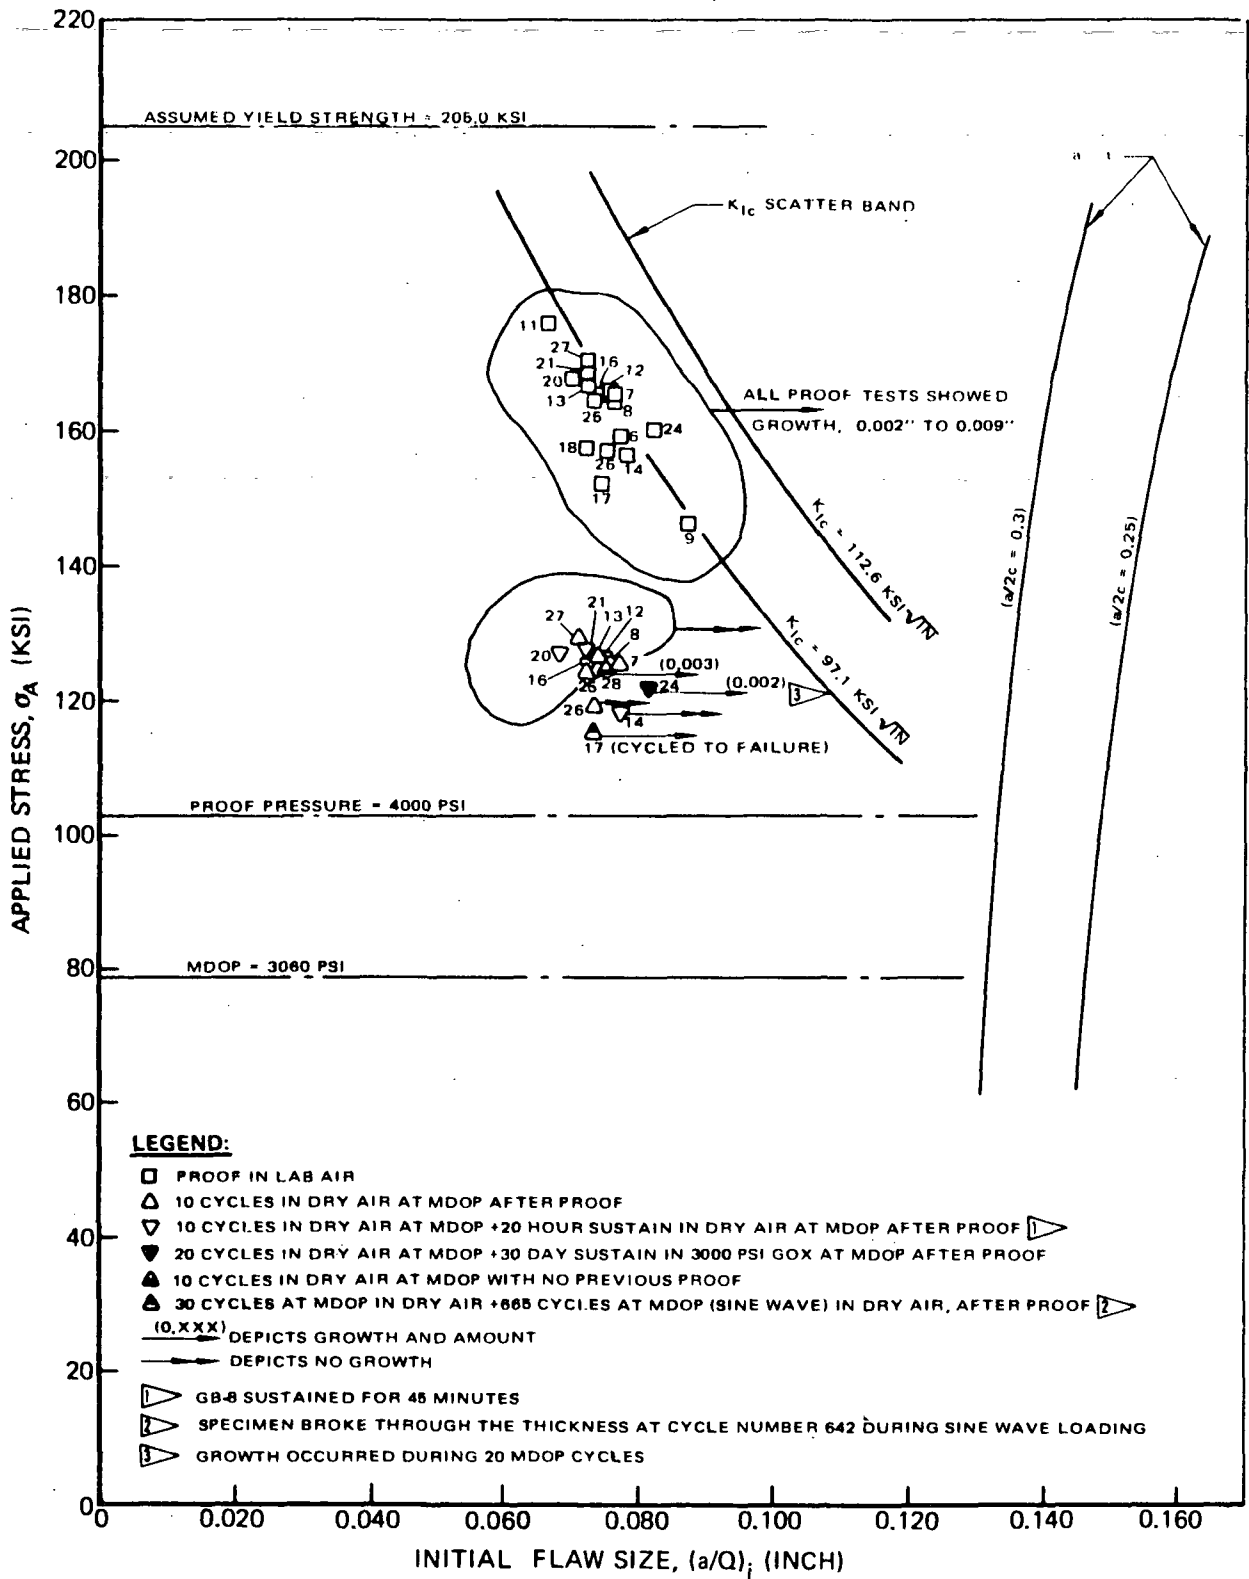 220
ASSUMED YIELD STRENGTH = 205.0 KSI
200
K_Ic SCATTER BAND
180
11
27
21
16
12
20
7
13
25
8
ALL PROOF TESTS SHOWED
GROWTH, 0.002" TO 0.009"
160
6
24
18
26
14
17
9
K_Ic = 112.6 KSI √IN
(a/2c = 0.3)
(a/2c = 0.25)
140
21
13
12
27
8
20
7
16
(0.003)
25
28
24
(0.002)
3
K_Ic = 97.1 KSI √IN
120
26
14
17 (CYCLED TO FAILURE)
PROOF PRESSURE = 4000 PSI
100
MDOP = 3060 PSI
80
60
40
20
0
APPLIED STRESS, σ_A (KSI)
LEGEND:
PROOF IN LAB AIR
10 CYCLES IN DRY AIR AT MDOP AFTER PROOF
10 CYCLES IN DRY AIR AT MDOP +20 HOUR SUSTAIN IN DRY AIR AT MDOP AFTER PROOF 1
20 CYCLES IN DRY AIR AT MDOP +30 DAY SUSTAIN IN 3000 PSI GOX AT MDOP AFTER PROOF
10 CYCLES IN DRY AIR AT MDOP WITH NO PREVIOUS PROOF
30 CYCLES AT MDOP IN DRY AIR +665 CYCLES AT MDOP (SINE WAVE) IN DRY AIR, AFTER PROOF 2
(0.XXX) DEPICTS GROWTH AND AMOUNT
DEPICTS NO GROWTH
1 GB-8 SUSTAINED FOR 45 MINUTES
2 SPECIMEN BROKE THROUGH THE THICKNESS AT CYCLE NUMBER 642 DURING SINE WAVE LOADING
3 GROWTH OCCURRED DURING 20 MDOP CYCLES
0 0.020 0.040 0.060 0.080 0.100 0.120 0.140 0.160
INITIAL FLAW SIZE, (a/Q)_i (INCH)